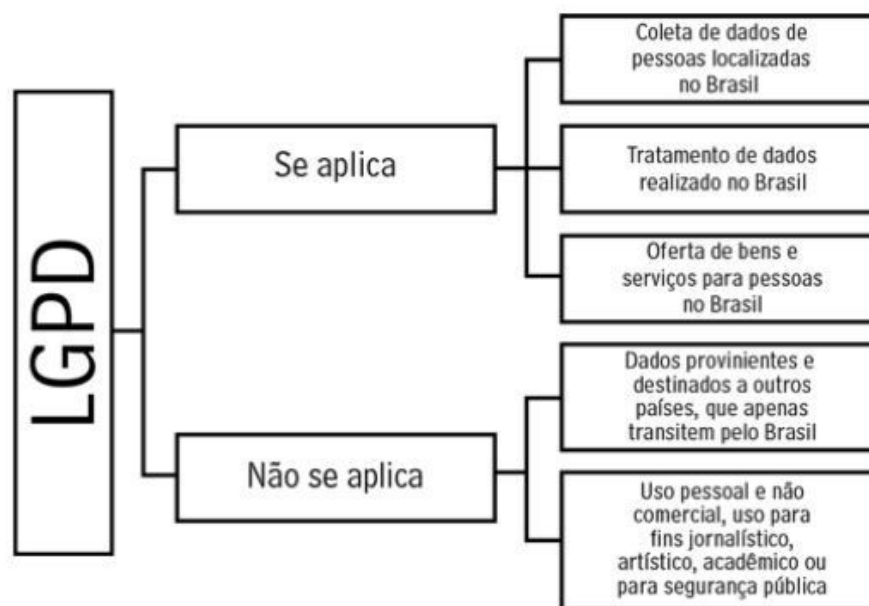 LGPD
Se aplica
Coleta de dados de
pessoas localizadas
no Brasil
Tratamento de dados
realizado no Brasil
Oferta de bens e
serviços para pessoas
no Brasil
Não se aplica
Dados provinientes e
destinados a outros
países, que apenas
transitem pelo Brasil
Uso pessoal e não
comercial, uso para
fins jornalístico,
artístico, acadêmico ou
para segurança pública